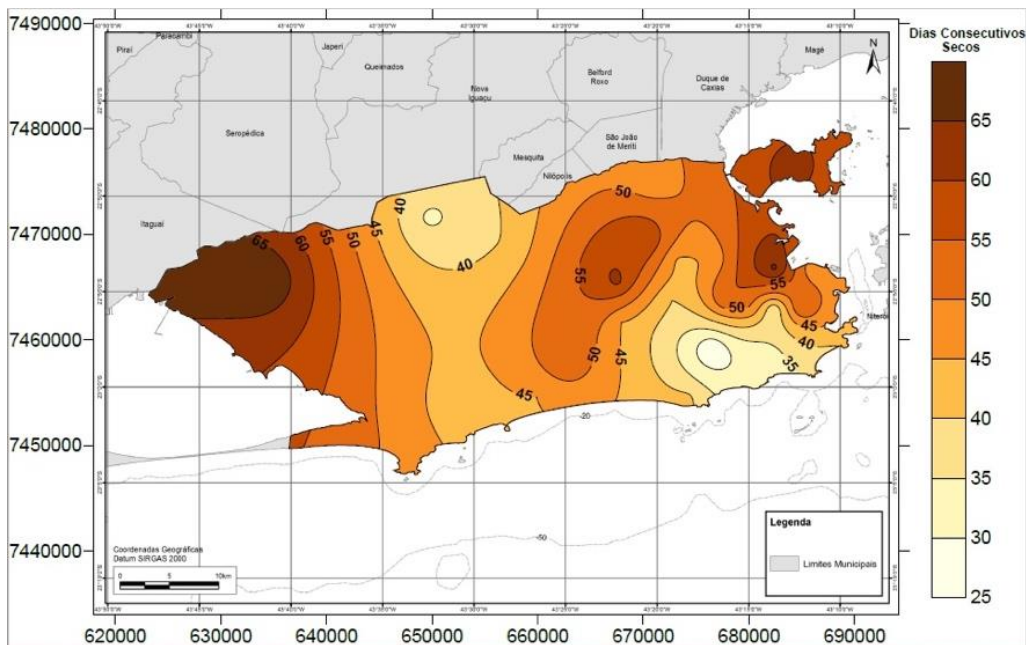 Dias Consecutivos
Secos
7490000
7480000
7470000
7460000
7450000
7440000
620000 630000 640000 650000 660000 670000 680000 690000
Piraí
Paracambi
Japeri
Queimados
Nova
Iguaçu
Belford
Roxo
Duque de
Caxias
Magé
N
Seropédica
Mesquita
Nilópolis
São João
de Meriti
Itaguaí
Niterói
65
60
55
50
45
40
40
45
50
55
50
45
50
55
50
45
40
35
-20
-50
65
60
55
50
45
40
35
30
25
Legenda
Limites Municipais
Coordenadas Geográficas
Datum SIRGAS 2000
0 5 10km